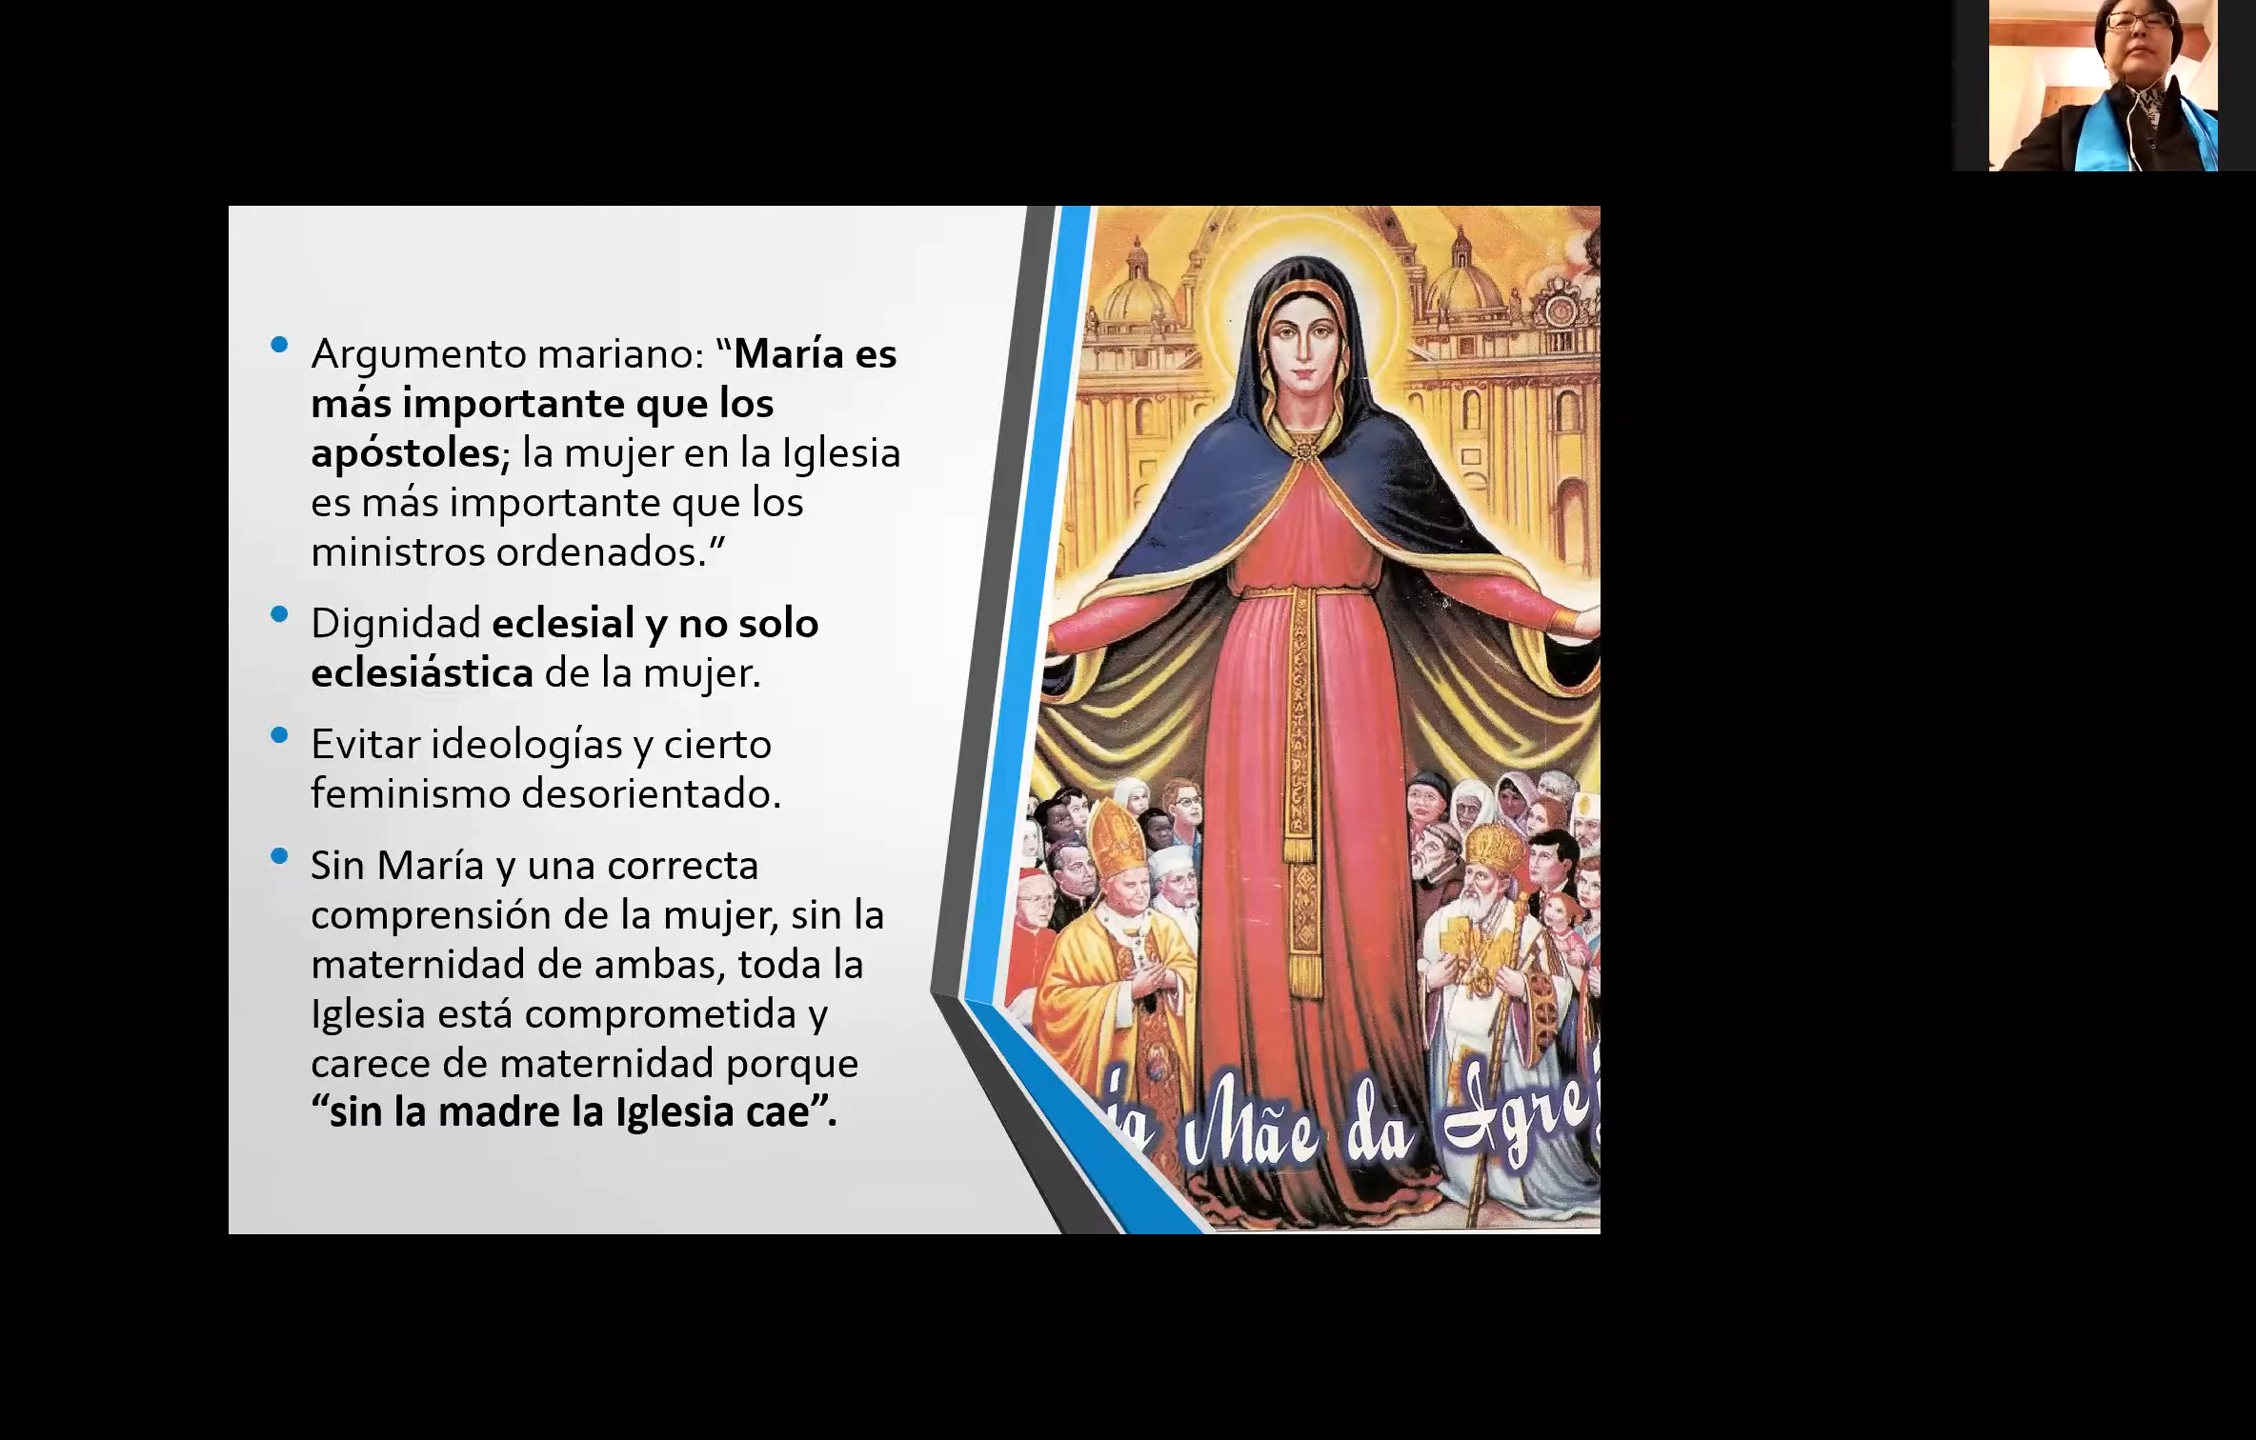 Argumento mariano: “María es
más importante que los
apóstoles; la mujer en la Iglesia
es más importante que los
ministros ordenados.”
Dignidad eclesial y no solo
eclesiástica de la mujer.
Evitar ideologías y cierto
feminismo desorientado.
Sin María y una correcta
comprensión de la mujer, sin la
maternidad de ambas, toda la
Iglesia está comprometida y
carece de maternidad porque
“sin la madre la Iglesia cae”.
Mãe da